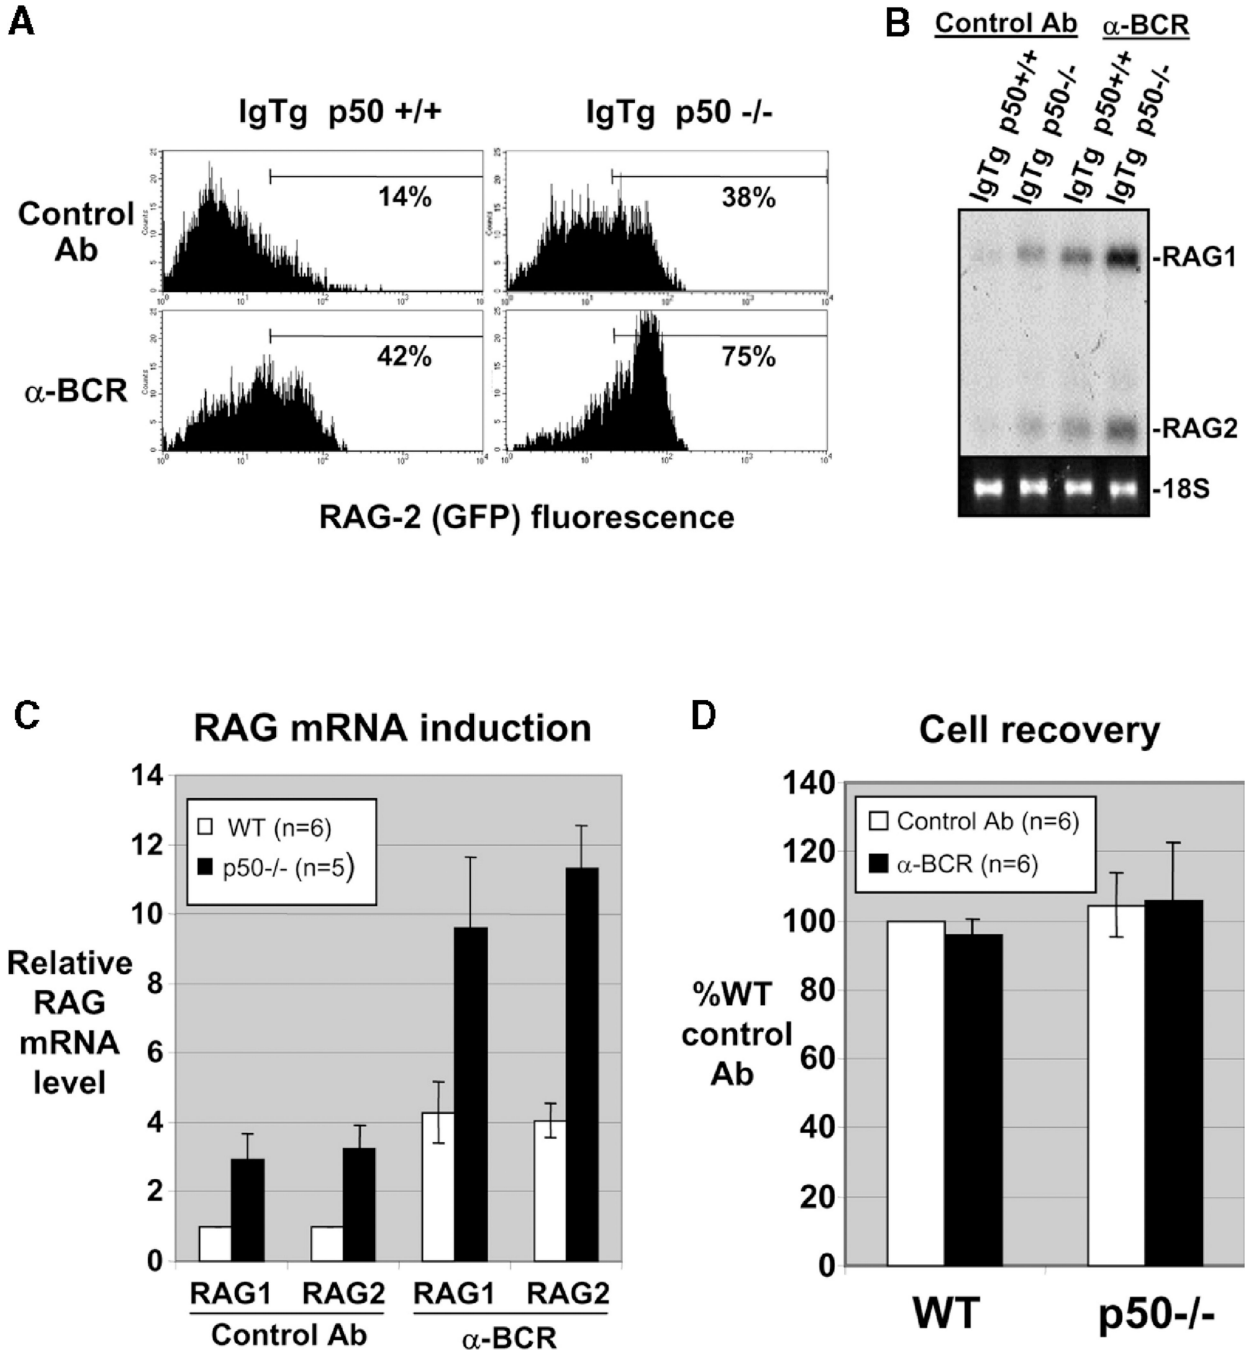 A
IgTg p50 +/+
IgTg p50 -/-
Control
Ab
14%
38%
α-BCR
42%
75%
RAG-2 (GFP) fluorescence
B
Control Ab
α-BCR
IgTg p50+/+
IgTg p50-/-
IgTg p50+/+
IgTg p50-/-
-RAG1
-RAG2
-18S
C
RAG mRNA induction
14
12
10
8
6
4
2
0
WT (n=6)
p50-/- (n=5)
Relative
RAG
mRNA
level
RAG1
RAG2
RAG1
RAG2
Control Ab
α-BCR
D
Cell recovery
140
120
100
80
60
40
20
0
Control Ab (n=6)
α-BCR (n=6)
%WT
control
Ab
WT
p50-/-